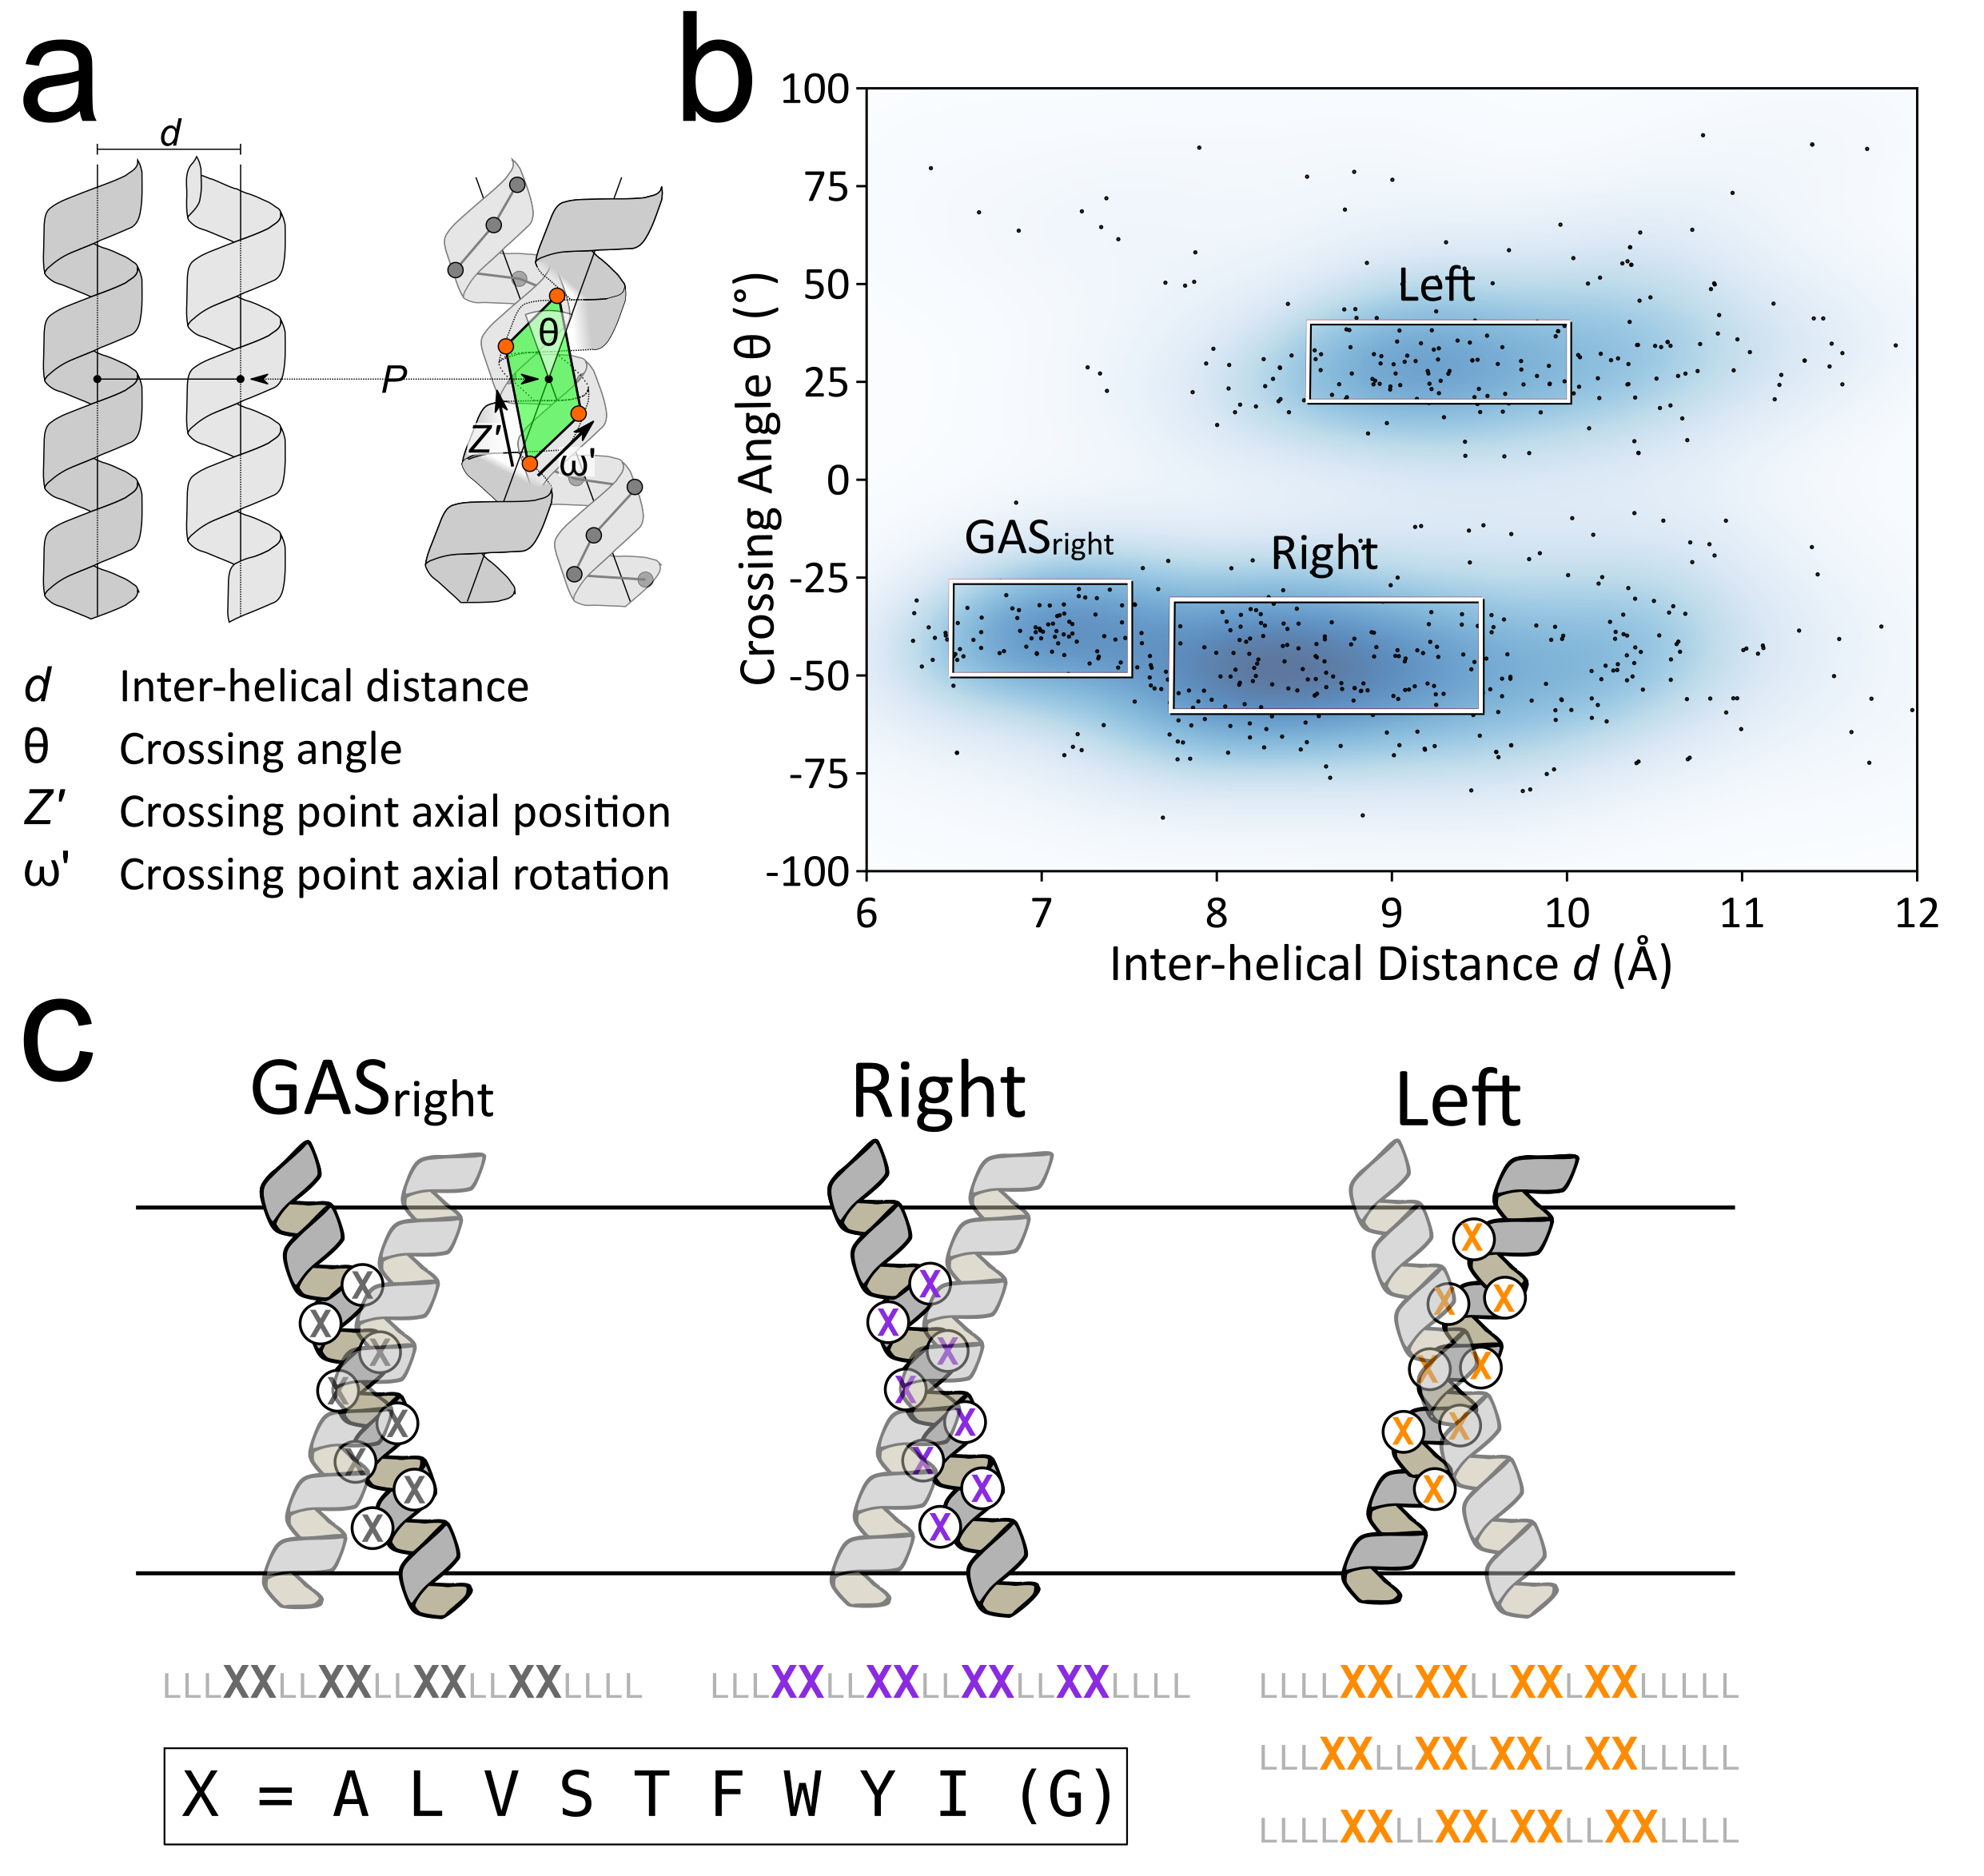 a
d
P
θ
Z'
ω'
d Inter-helical distance
θ Crossing angle
Z' Crossing point axial position
ω' Crossing point axial rotation
b
Crossing Angle θ (°)
100
75
50
25
0
-25
-50
-75
-100
Left
GASright
Right
6 7 8 9 10 11 12
Inter-helical Distance d (Å)
c
GASright Right Left
X X X X X X X X
X X X X X X X X
X X X X X X X X
LLLXXLLXXLLXXLLXXLLLL LLLXXLLXXLLXXLLXXLLLL LLLLXXLXXLLXXLXXLLLLL
LLLXXLLXXLXXLLXXLLLLL
LLLLXXLLXXLXXLLXXLLLL
X = A L V S T F W Y I (G)